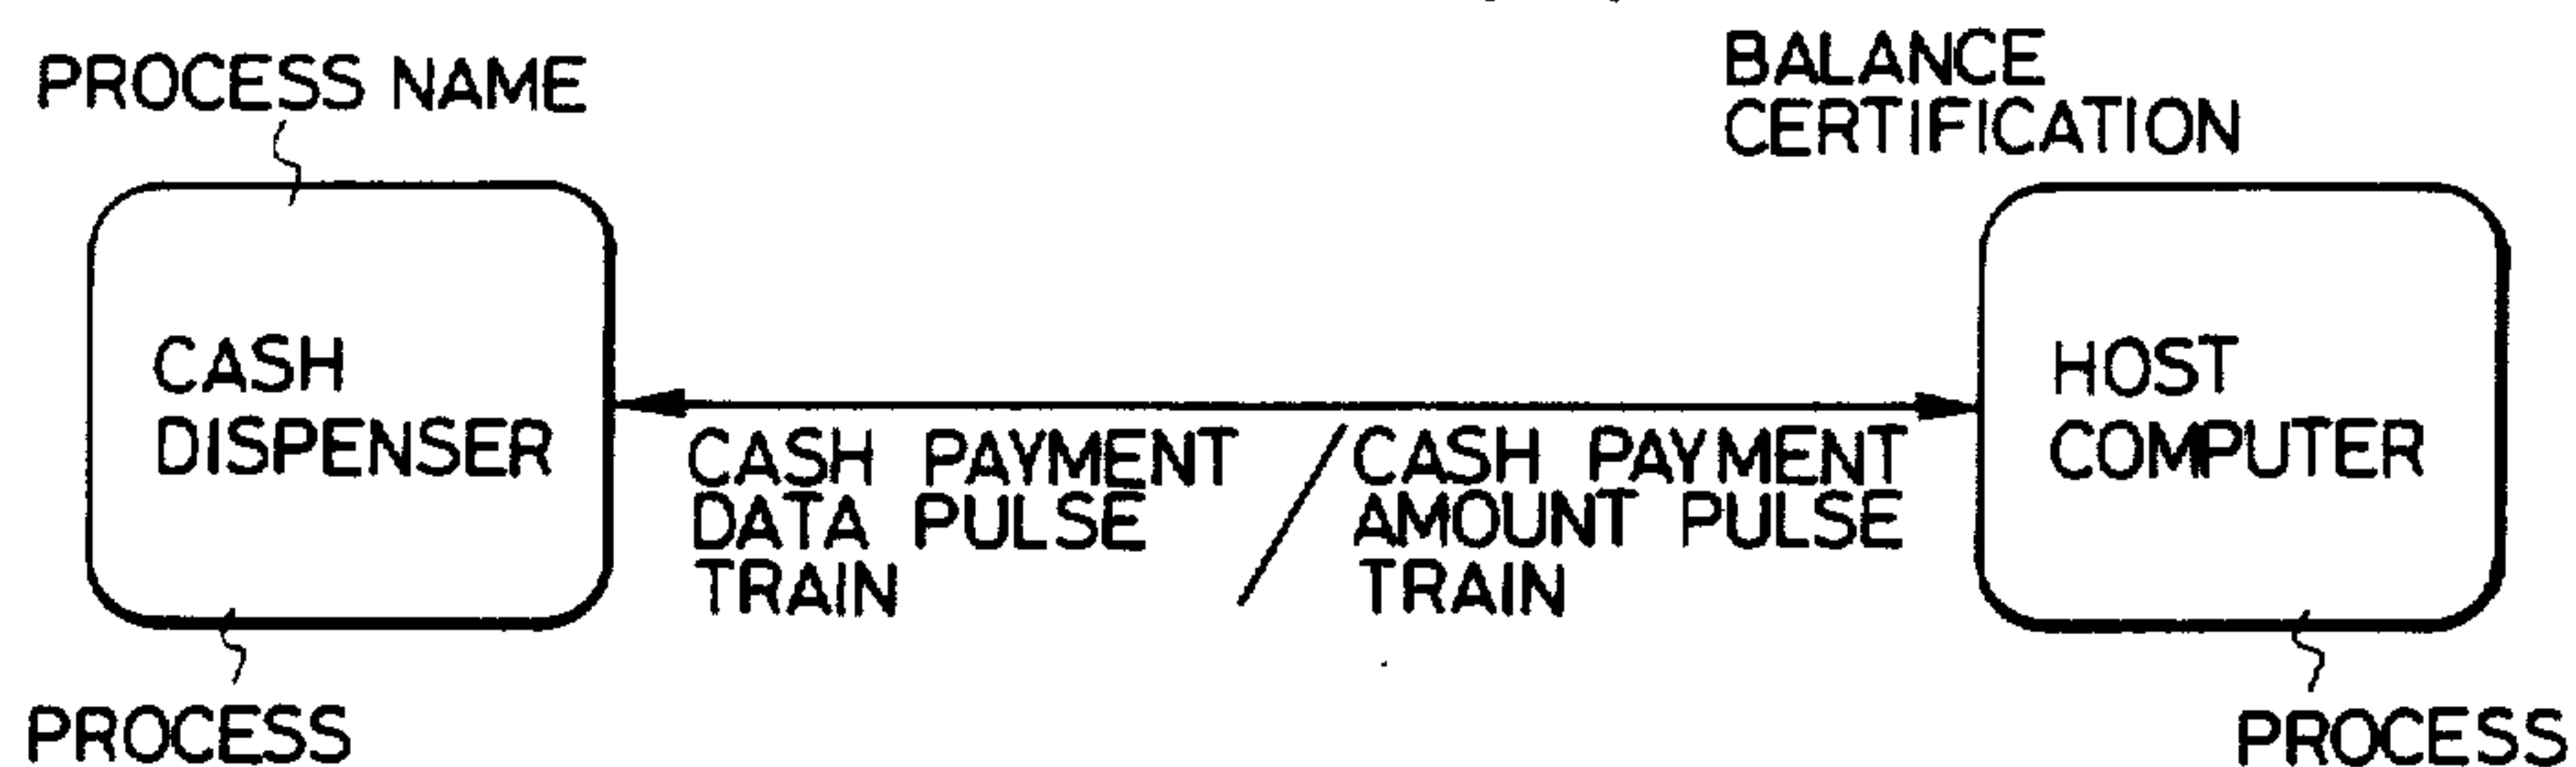 PROCESS NAME
BALANCE
CERTIFICATION
CASH
DISPENSER
CASH PAYMENT
DATA PULSE
TRAIN
/
CASH PAYMENT
AMOUNT PULSE
TRAIN
HOST
COMPUTER
PROCESS
PROCESS